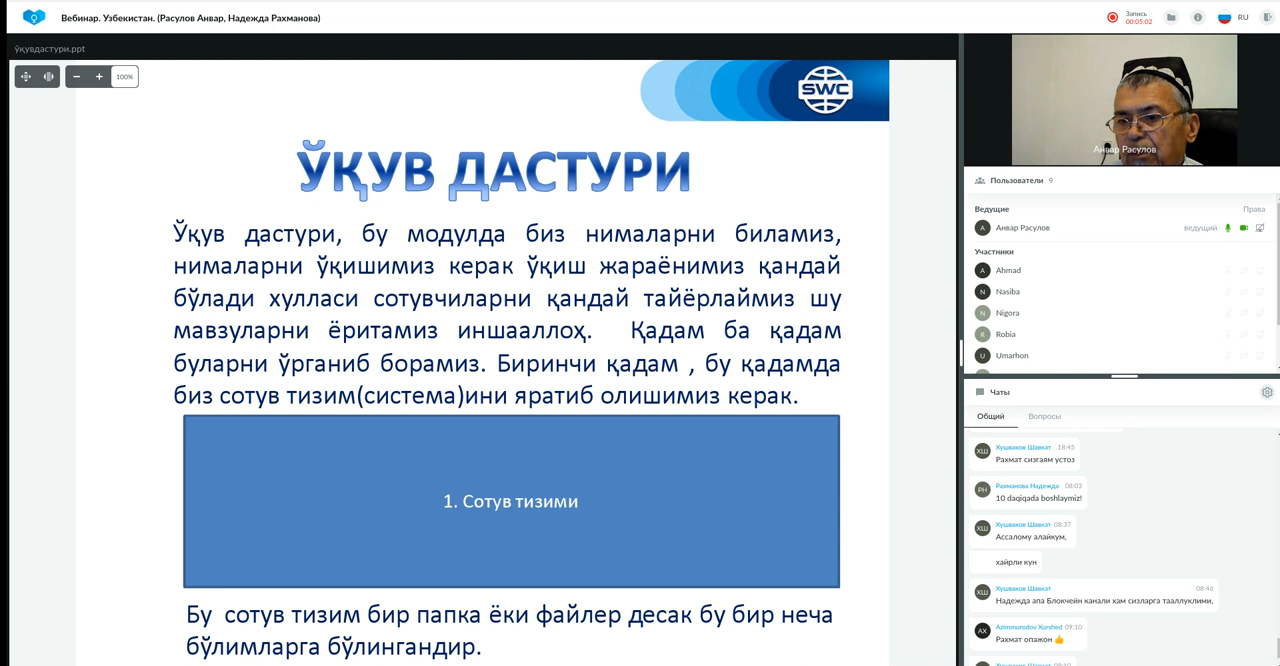 Вебинар. Узбекистан. (Расулов Анвар, Надежда Рахманова)
Запись
00:05:02
RU
ўқувдастури.ppt
100%
SWC
ЎҚУВ ДАСТУРИ
Ўқув дастури, бу модулда биз нималарни биламиз,
нималарни ўқишимиз керак ўқиш жараёнимиз қандай
бўлади хулласи сотувчиларни қандай тайёрлаймиз шу
мавзуларни ёритамиз иншааллоҳ. Қадам ба қадам
буларни ўрганиб борамиз. Биринчи қадам , бу қадамда
биз сотув тизим(система)ини яратиб олишимиз керак.
1. Сотув тизими
Бу сотув тизим бир папка ёки файлер десак бу бир неча
бўлимларга бўлингандир.
Анвар Расулов
Пользователи 9
Ведущие Права
А Анвар Расулов ведущий
Участники
A Ahmad
N Nasiba
N Nigora
R Robia
U Umarhon
Чаты
Общий Вопросы
ХШ Хушваков Шавкат 18:45
Рахмат сизгаям устоз
РН Рахманова Надежда 08:03
10 daqiqada boshlaymiz!
ХШ Хушваков Шавкат 08:37
Ассалому алайкум,
хайрли кун
ХШ Хушваков Шавкат 08:46
Надежда апа Блокчейн канали хам сизларга тааллуклими,
AX Azimmurodov Xurshed 09:10
Рахмат опажон 👍